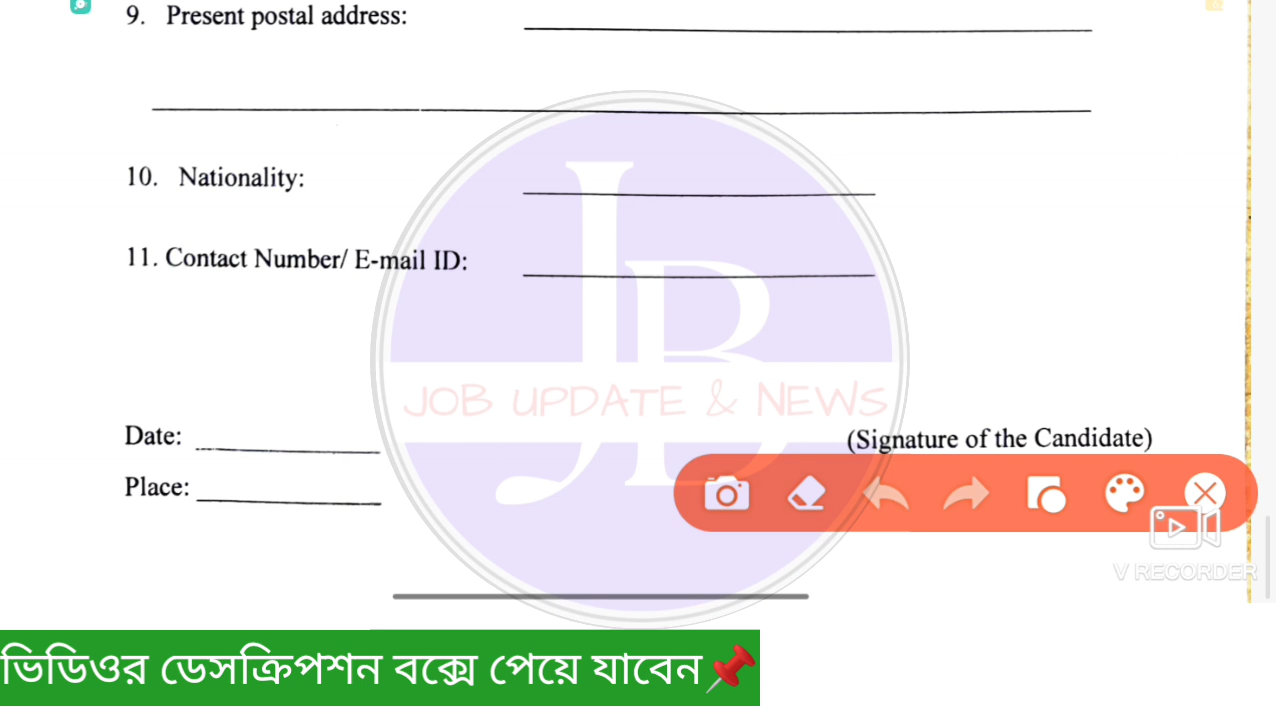 9. Present postal address:
10. Nationality:
11. Contact Number/ E-mail ID:
JB
JOB UPDATE & NEWS
Date:
(Signature of the Candidate)
Place:
V RECORDER
ভিডিওর ডেসক্রিপশন বক্সে পেয়ে যাবেন📌